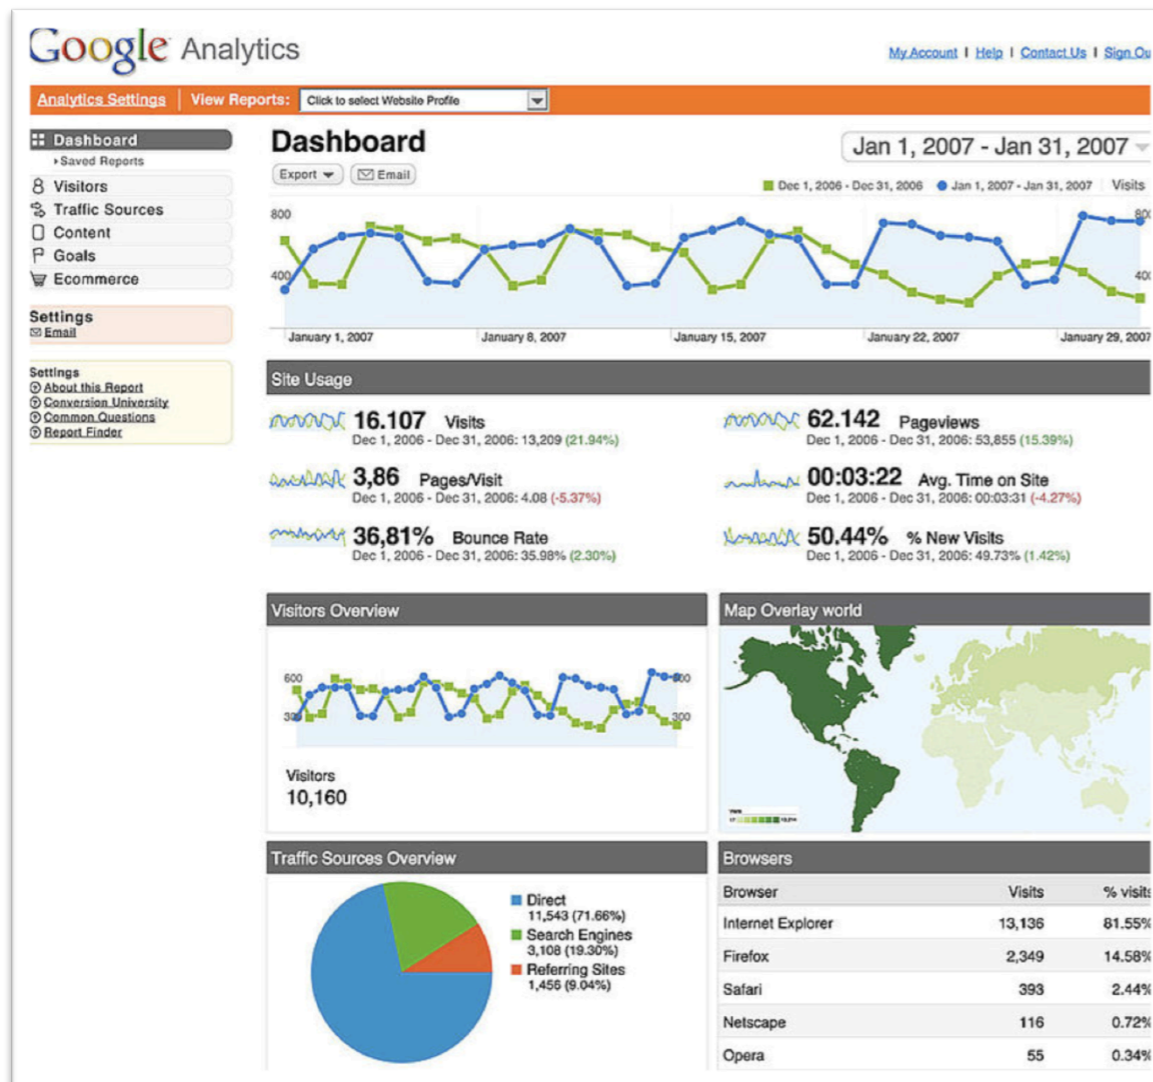 Google Analytics
My Account | Help | Contact Us | Sign Ou
Analytics Settings | View Reports: Click to select Website Profile
Dashboard
Saved Reports
Visitors
Traffic Sources
Content
Goals
Ecommerce
Settings
Email
Settings
About this Report
Conversion University
Common Questions
Report Finder
Dashboard
Jan 1, 2007 - Jan 31, 2007
Export
Email
Dec 1, 2006 - Dec 31, 2006 Jan 1, 2007 - Jan 31, 2007 Visits
800 800
400 400
January 1, 2007 January 8, 2007 January 15, 2007 January 22, 2007 January 29, 2007
Site Usage
16.107 Visits
Dec 1, 2006 - Dec 31, 2006: 13,209 (21.94%)
62.142 Pageviews
Dec 1, 2006 - Dec 31, 2006: 53,855 (15.39%)
3,86 Pages/Visit
Dec 1, 2006 - Dec 31, 2006: 4.08 (-5.37%)
00:03:22 Avg. Time on Site
Dec 1, 2006 - Dec 31, 2006: 00:03:31 (-4.27%)
36,81% Bounce Rate
Dec 1, 2006 - Dec 31, 2006: 35.98% (2.30%)
50.44% % New Visits
Dec 1, 2006 - Dec 31, 2006: 49.73% (1.42%)
Visitors Overview
600 600
300 300
Visitors
10,160
Map Overlay world
Traffic Sources Overview
Direct
11,543 (71.66%)
Search Engines
3,108 (19.30%)
Referring Sites
1,456 (9.04%)
Browsers
Browser Visits % visits
Internet Explorer 13,136 81.55%
Firefox 2,349 14.58%
Safari 393 2.44%
Netscape 116 0.72%
Opera 55 0.34%